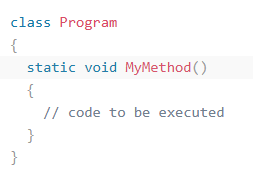 class Program
{
  static void MyMethod()
  {
    // code to be executed
  }
}